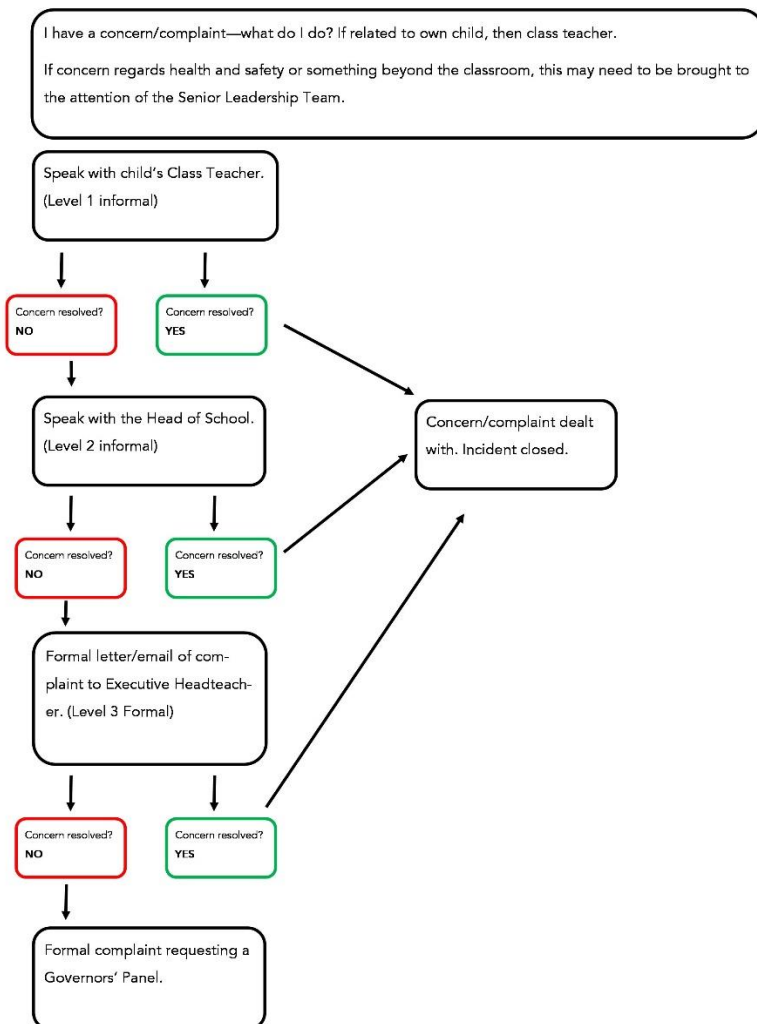 I have a concern/complaint—what do I do? If related to own child, then class teacher.
If concern regards health and safety or something beyond the classroom, this may need to be brought to
the attention of the Senior Leadership Team.
Speak with child's Class Teacher.
(Level 1 informal)
Concern resolved?
NO
Concern resolved?
YES
Speak with the Head of School.
(Level 2 informal)
Concern/complaint dealt
with. Incident closed.
Concern resolved?
NO
Concern resolved?
YES
Formal letter/email of com-
plaint to Executive Headteach-
er. (Level 3 Formal)
Concern resolved?
NO
Concern resolved?
YES
Formal complaint requesting a
Governors' Panel.